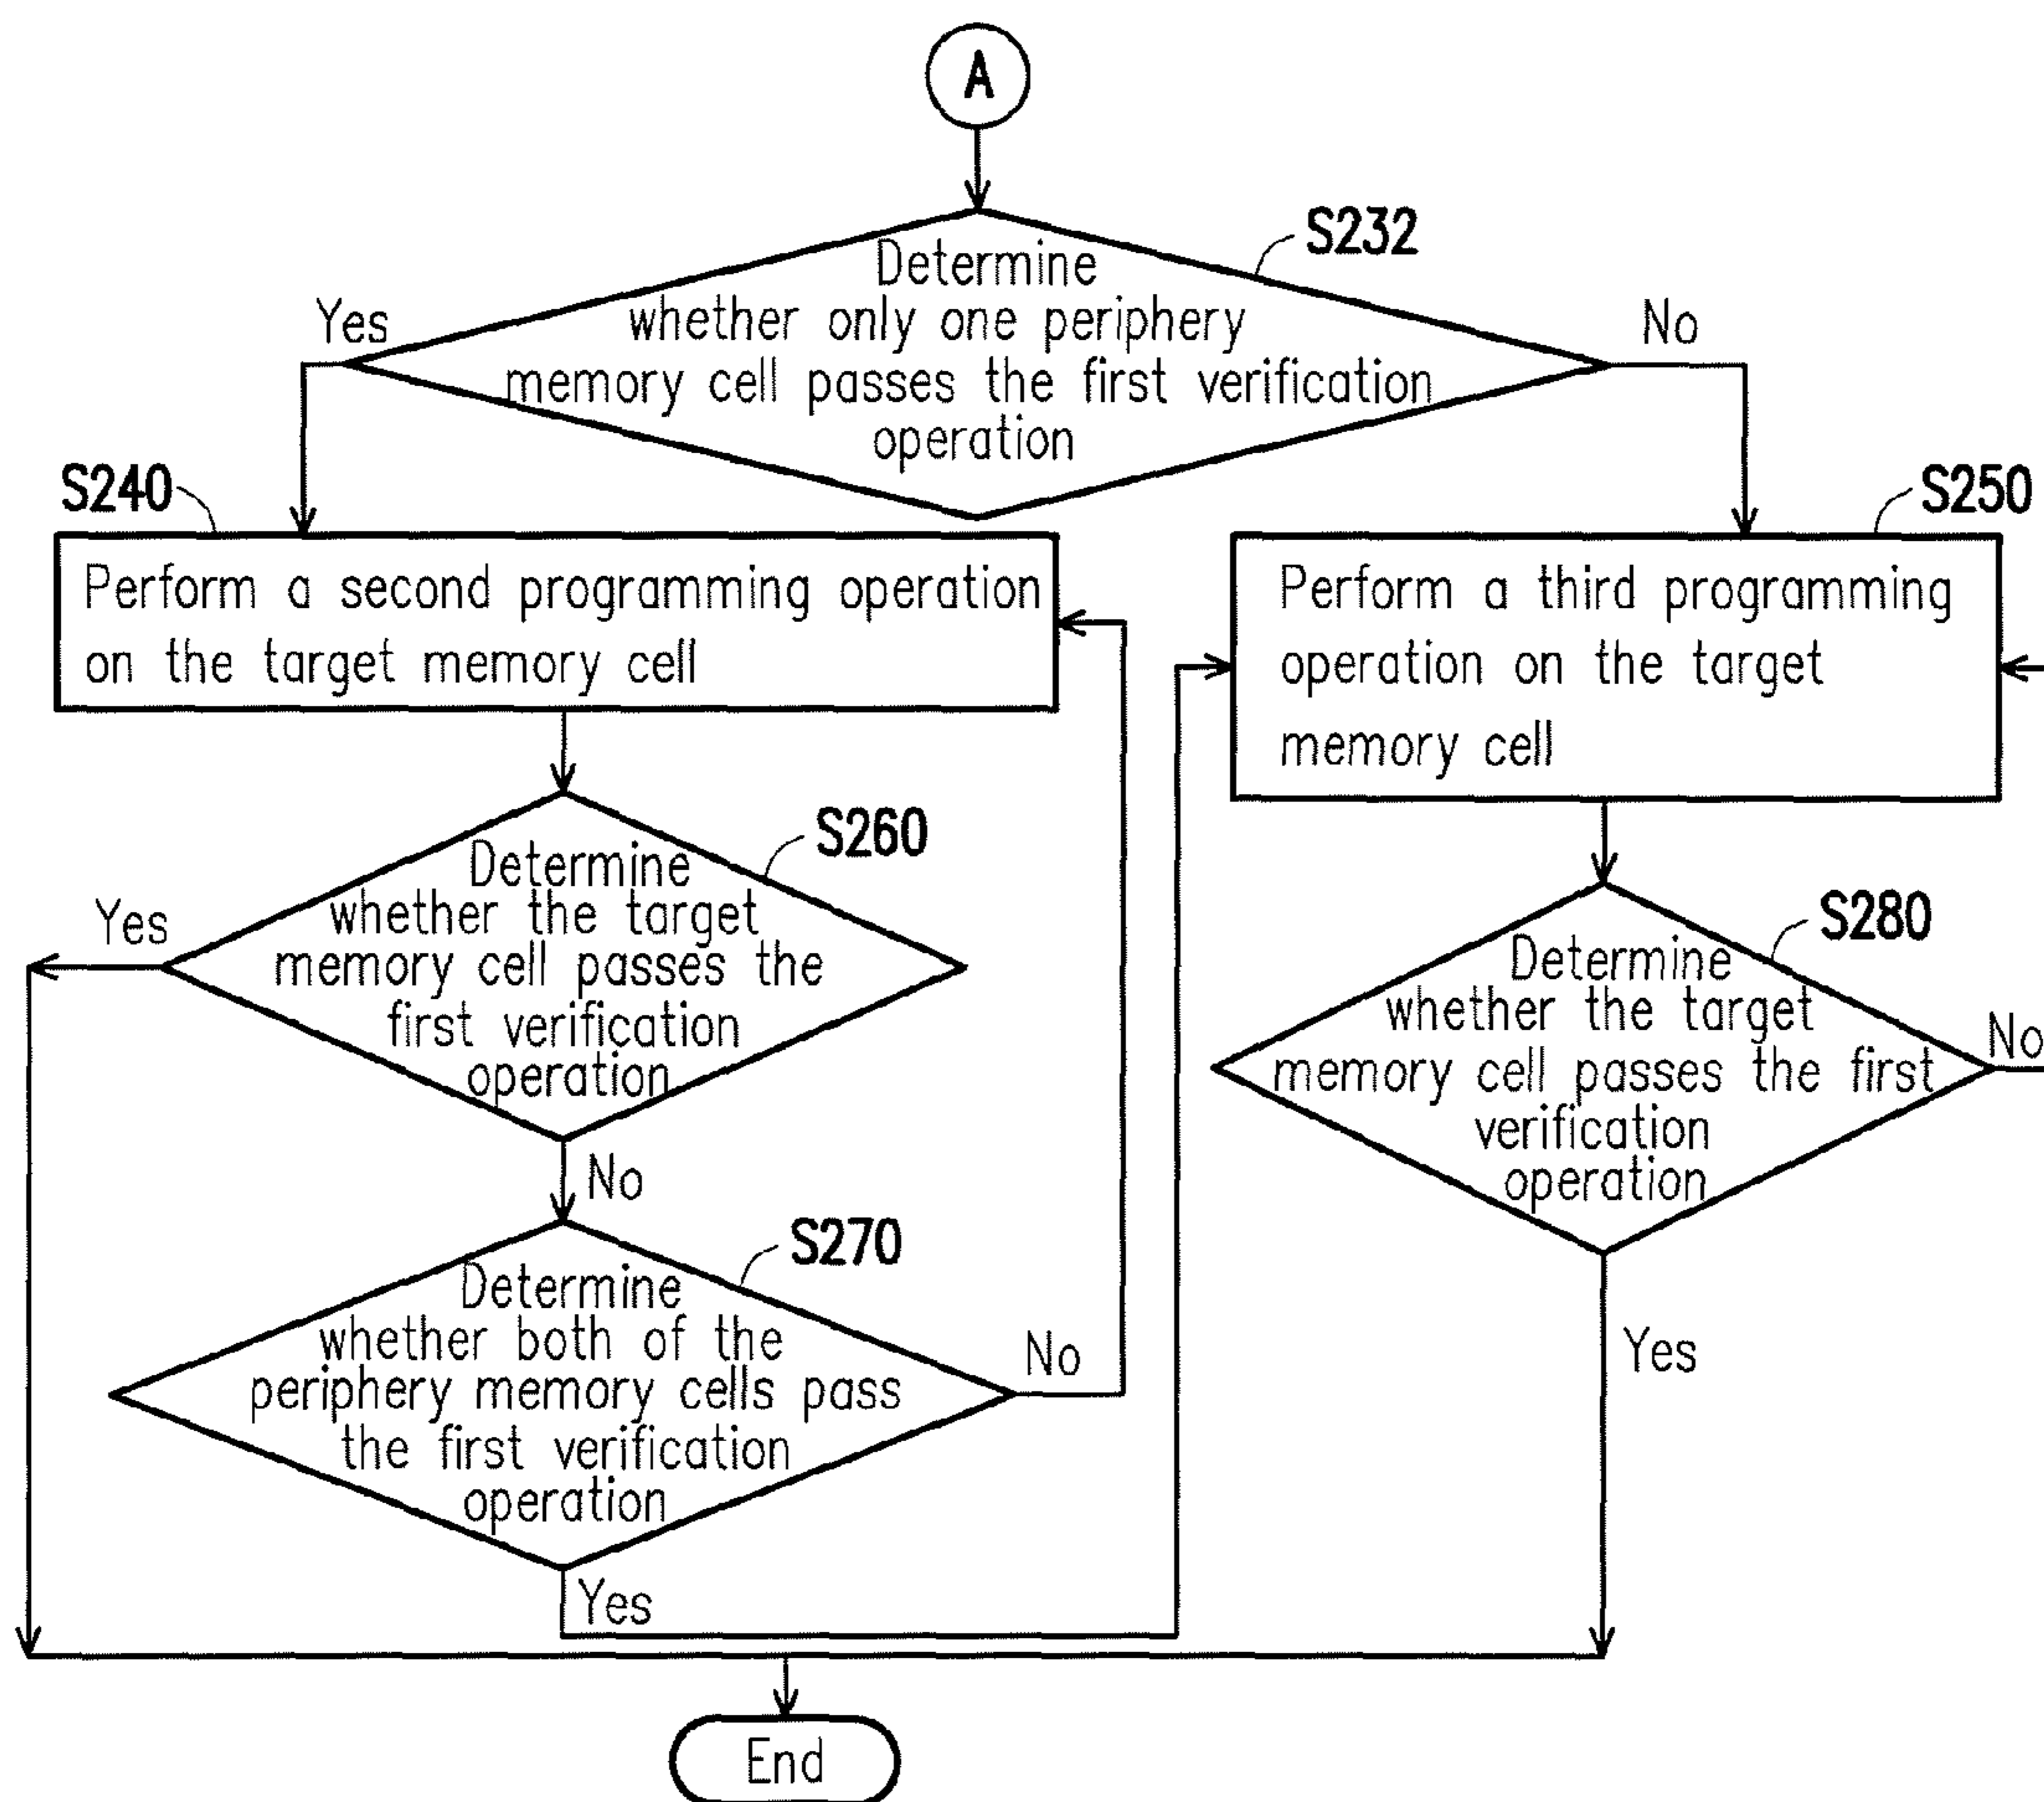 A
S232
Determine
whether only one periphery
memory cell passes the first verification
operation
Yes
No
S240
Perform a second programming operation
on the target memory cell
S250
Perform a third programming
operation on the target
memory cell
S260
Determine
whether the target
memory cell passes the
first verification
operation
Yes
No
S280
Determine
whether the target
memory cell passes the first
verification
operation
No
Yes
S270
Determine
whether both of the
periphery memory cells pass
the first verification
operation
No
Yes
End